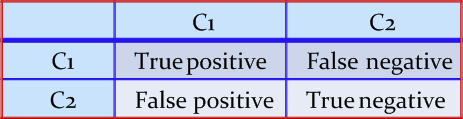 C1 C2
C1 True positive False negative
C2 False positive True negative